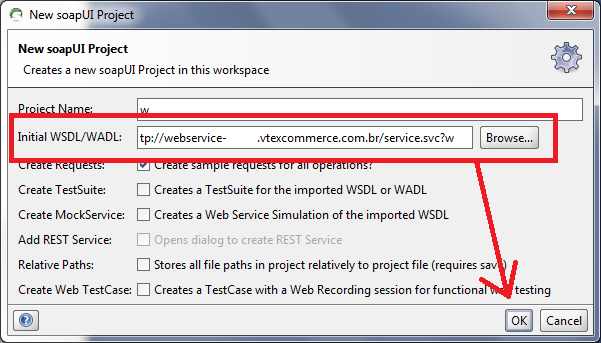 New soapUI Project
New soapUI Project
Creates a new soapUI Project in this workspace
Project Name: w
Initial WSDL/WADL: tp://webservice- .vtexcommerce.com.br/service.svc?w Browse...
Create Requests: Create sample requests for all operations?
Create TestSuite: Creates a TestSuite for the imported WSDL or WADL
Create MockService: Creates a Web Service Simulation of the imported WSDL
Add REST Service: Opens dialog to create REST Service
Relative Paths: Stores all file paths in project relatively to project file (requires save)
Create Web TestCase: Creates a TestCase with a Web Recording session for functional web testing
? OK Cancel